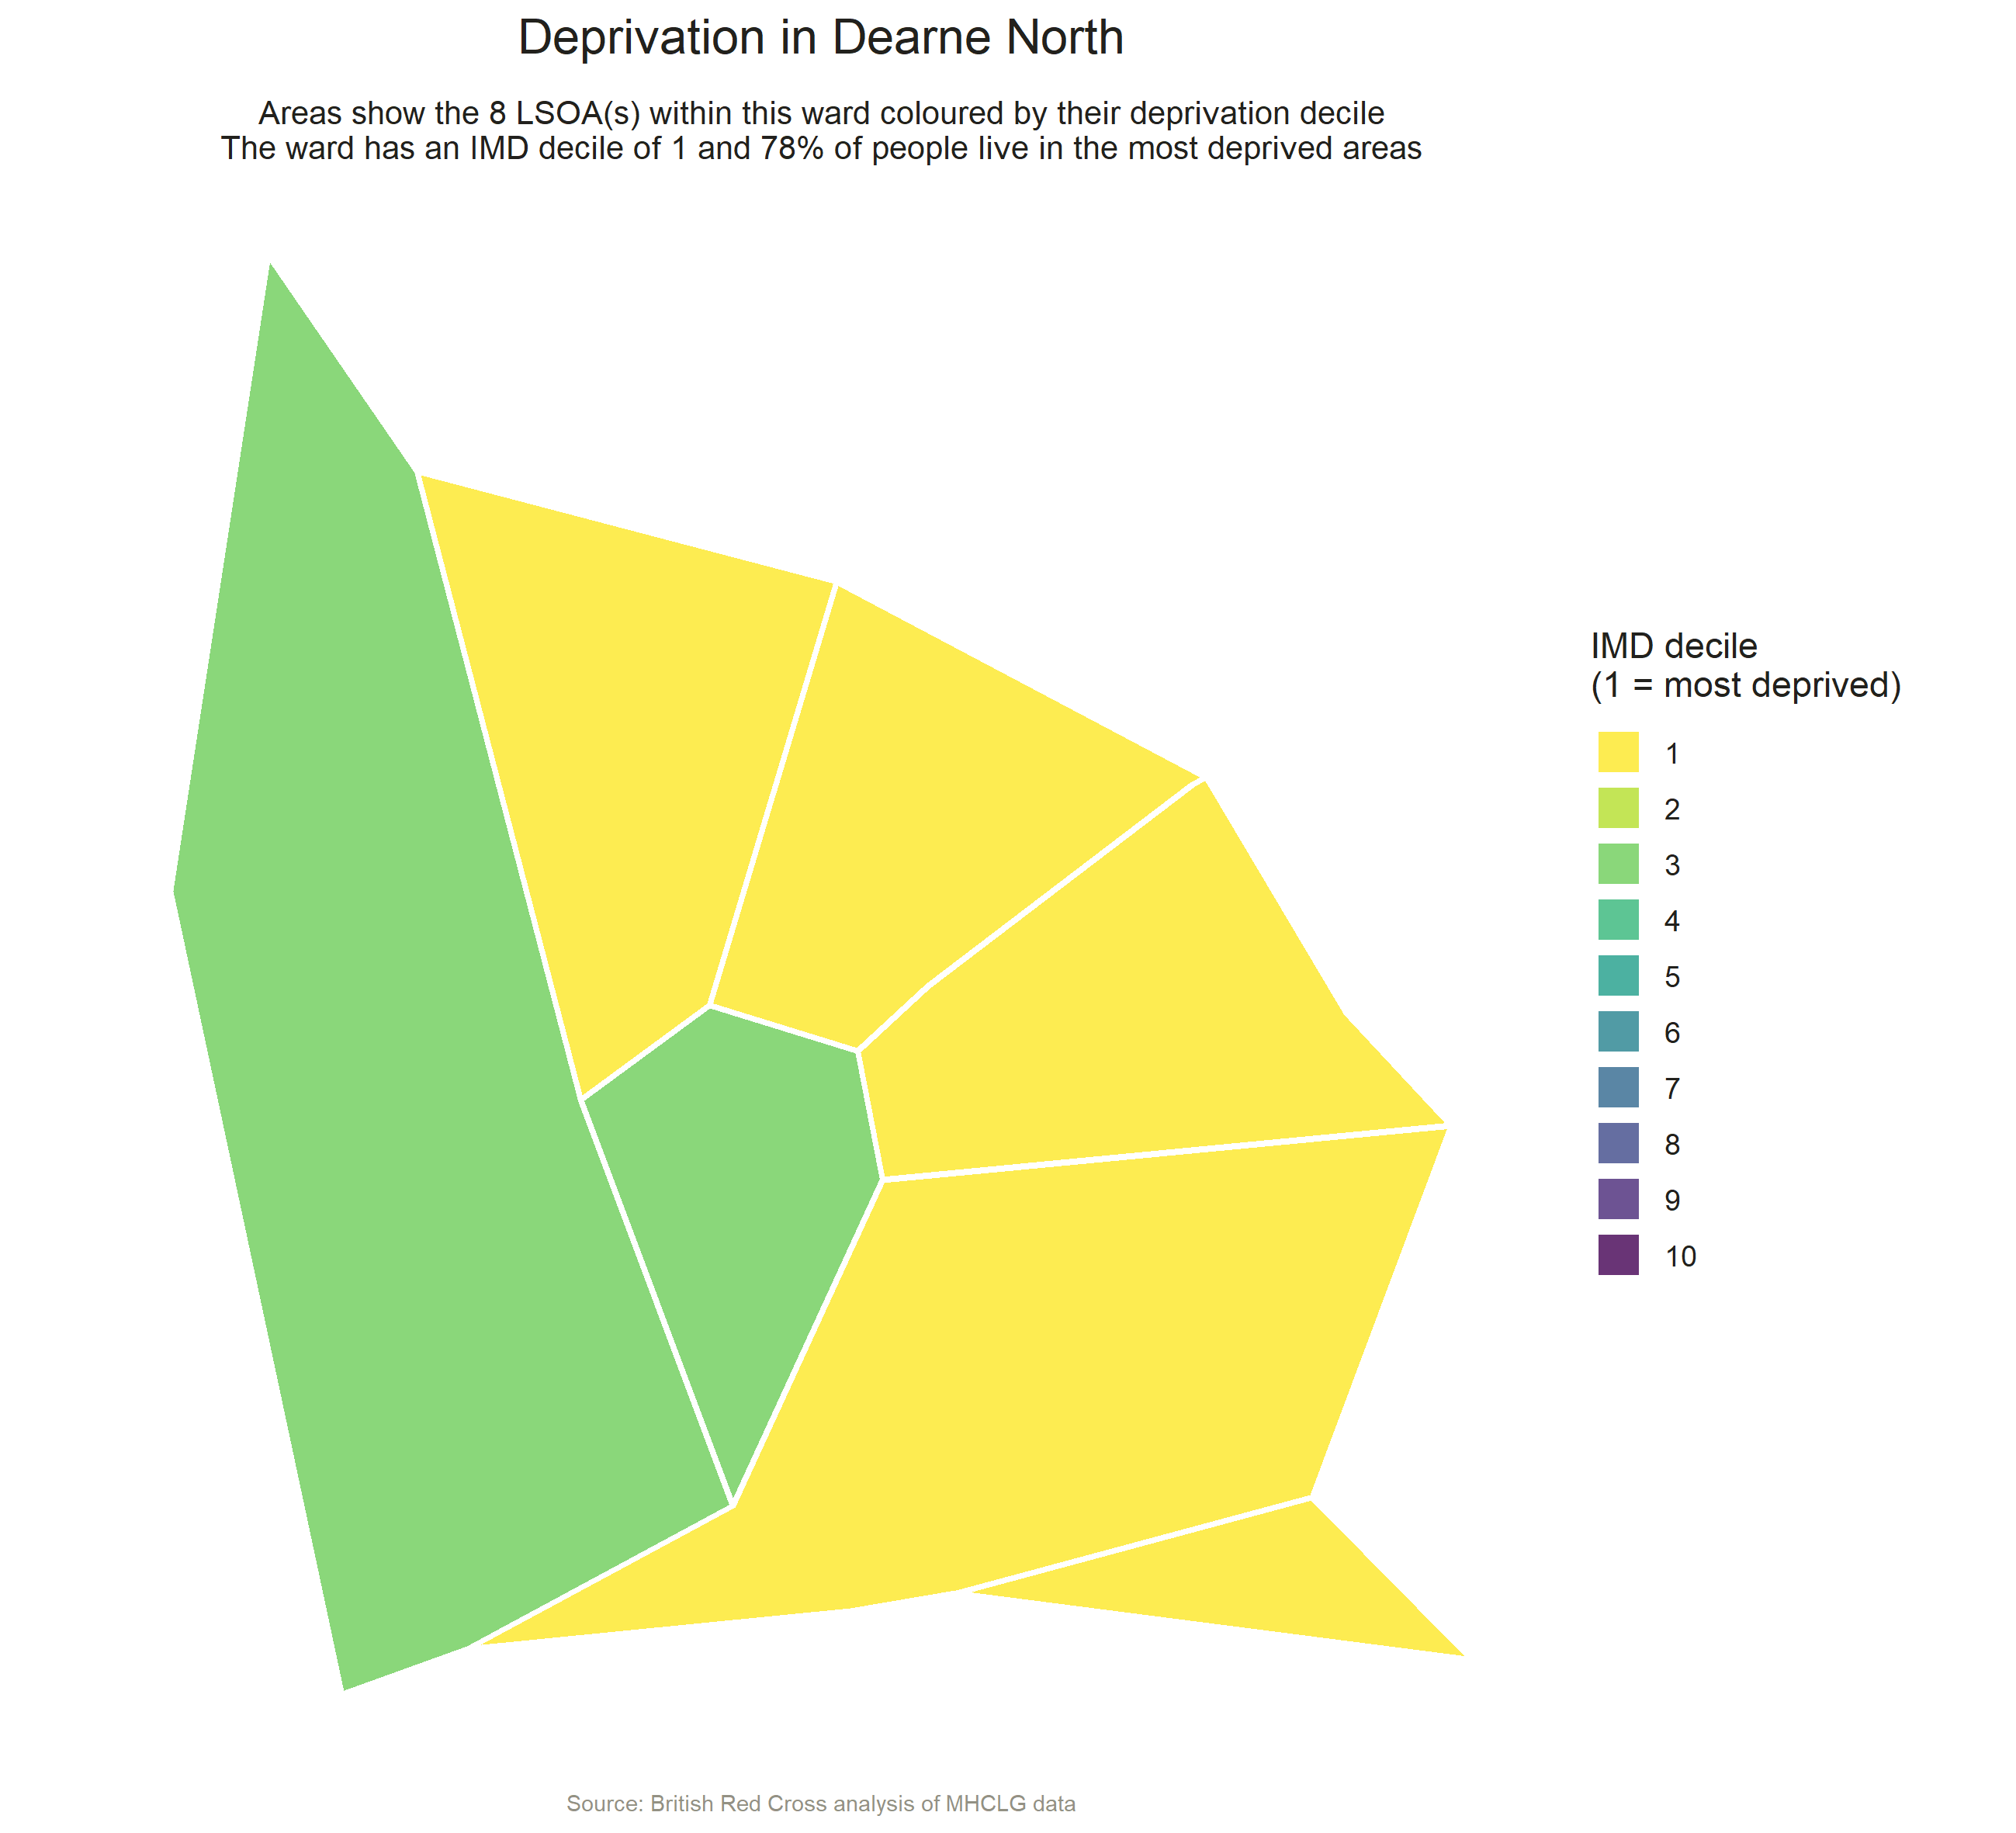 Deprivation in Dearne North
Areas show the 8 LSOA(s) within this ward coloured by their deprivation decile
The ward has an IMD decile of 1 and 78% of people live in the most deprived areas
IMD decile
(1 = most deprived)
1
2
3
4
5
6
7
8
9
10
Source: British Red Cross analysis of MHCLG data